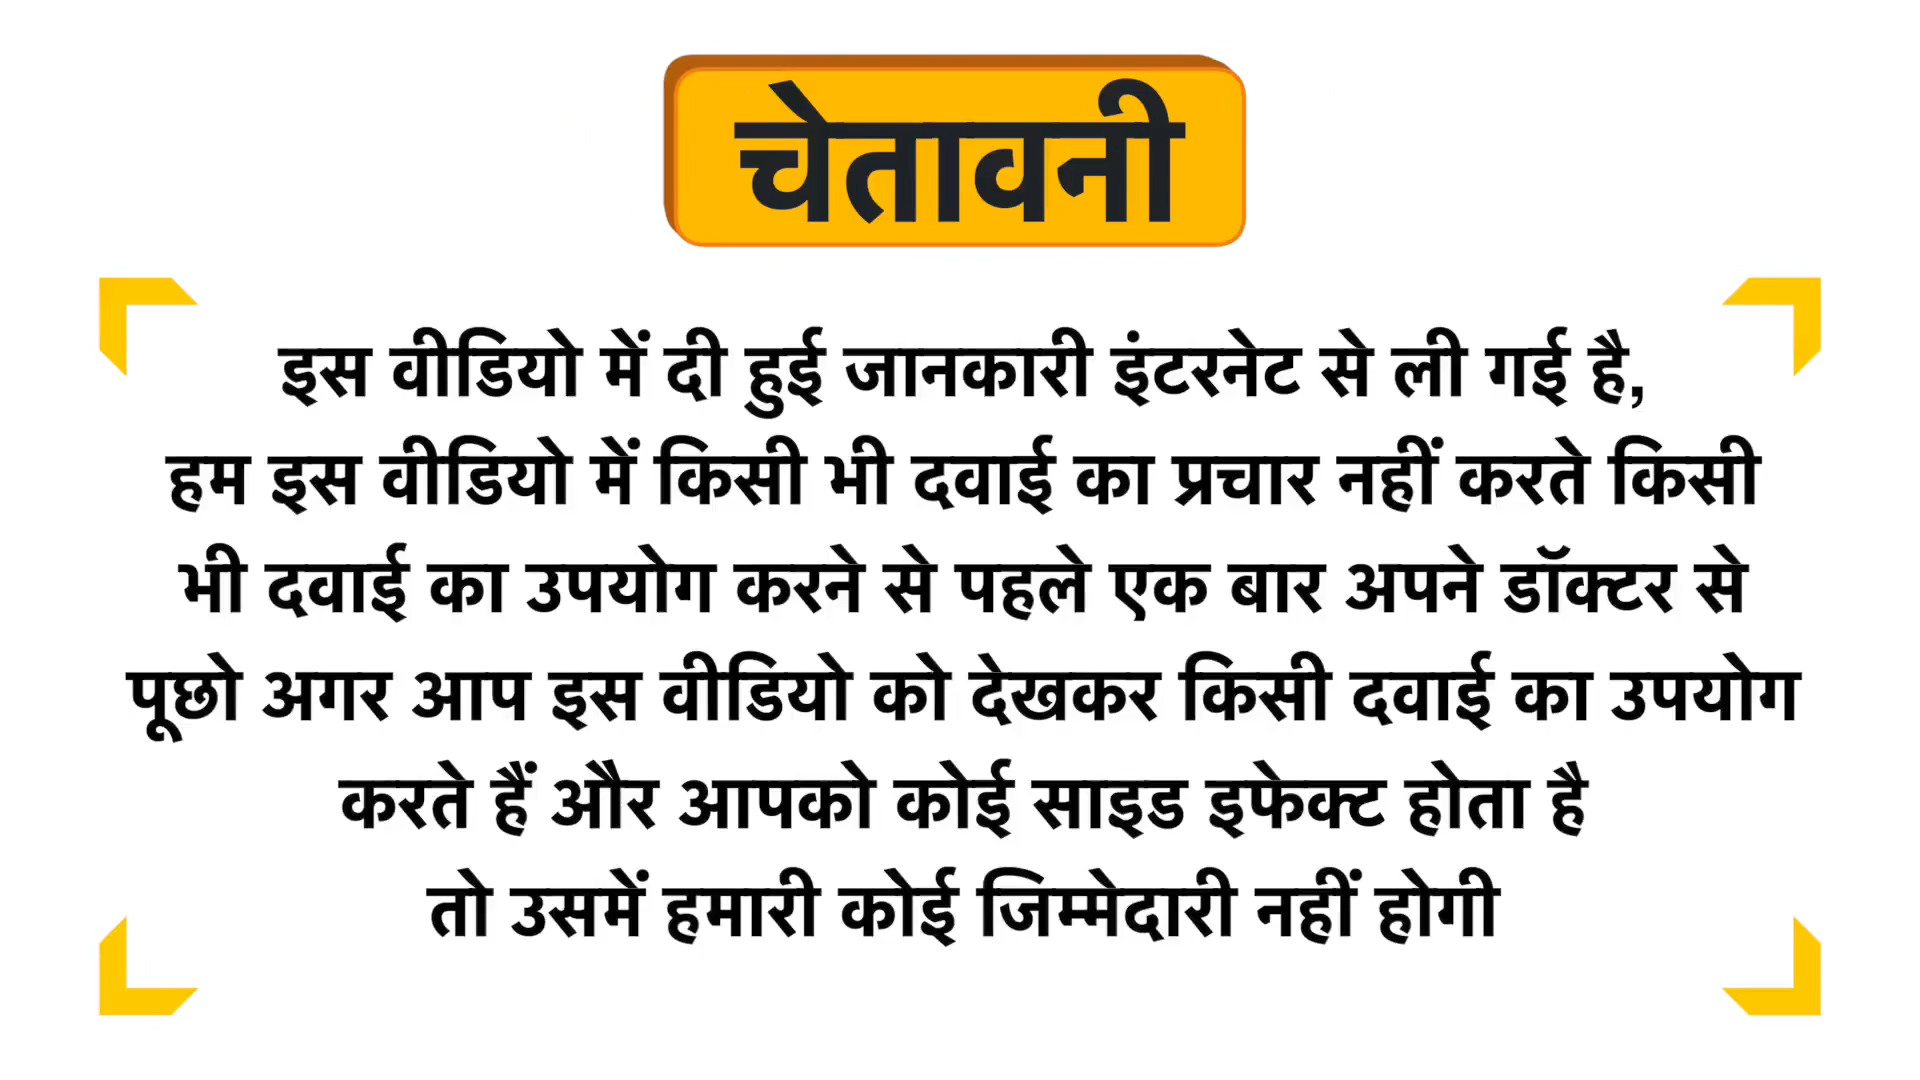 चेतावनी
इस वीडियो में दी हुई जानकारी इंटरनेट से ली गई है,
हम इस वीडियो में किसी भी दवाई का प्रचार नहीं करते किसी
भी दवाई का उपयोग करने से पहले एक बार अपने डॉक्टर से
पूछो अगर आप इस वीडियो को देखकर किसी दवाई का उपयोग
करते हैं और आपको कोई साइड इफेक्ट होता है
तो उसमें हमारी कोई जिम्मेदारी नहीं होगी